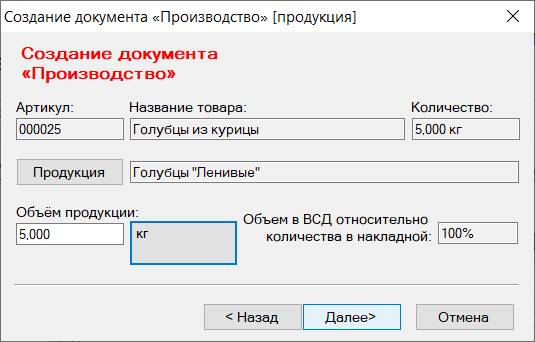 Создание документа «Производство» [продукция]
Создание документа
«Производство»
Артикул: Название товара: Количество:
000025 Голубцы из курицы 5,000 кг
Продукция Голубцы "Ленивые"
Объём продукции:
5,000 кг
Объем в ВСД относительно
количества в накладной: 100%
< Назад Далее> Отмена